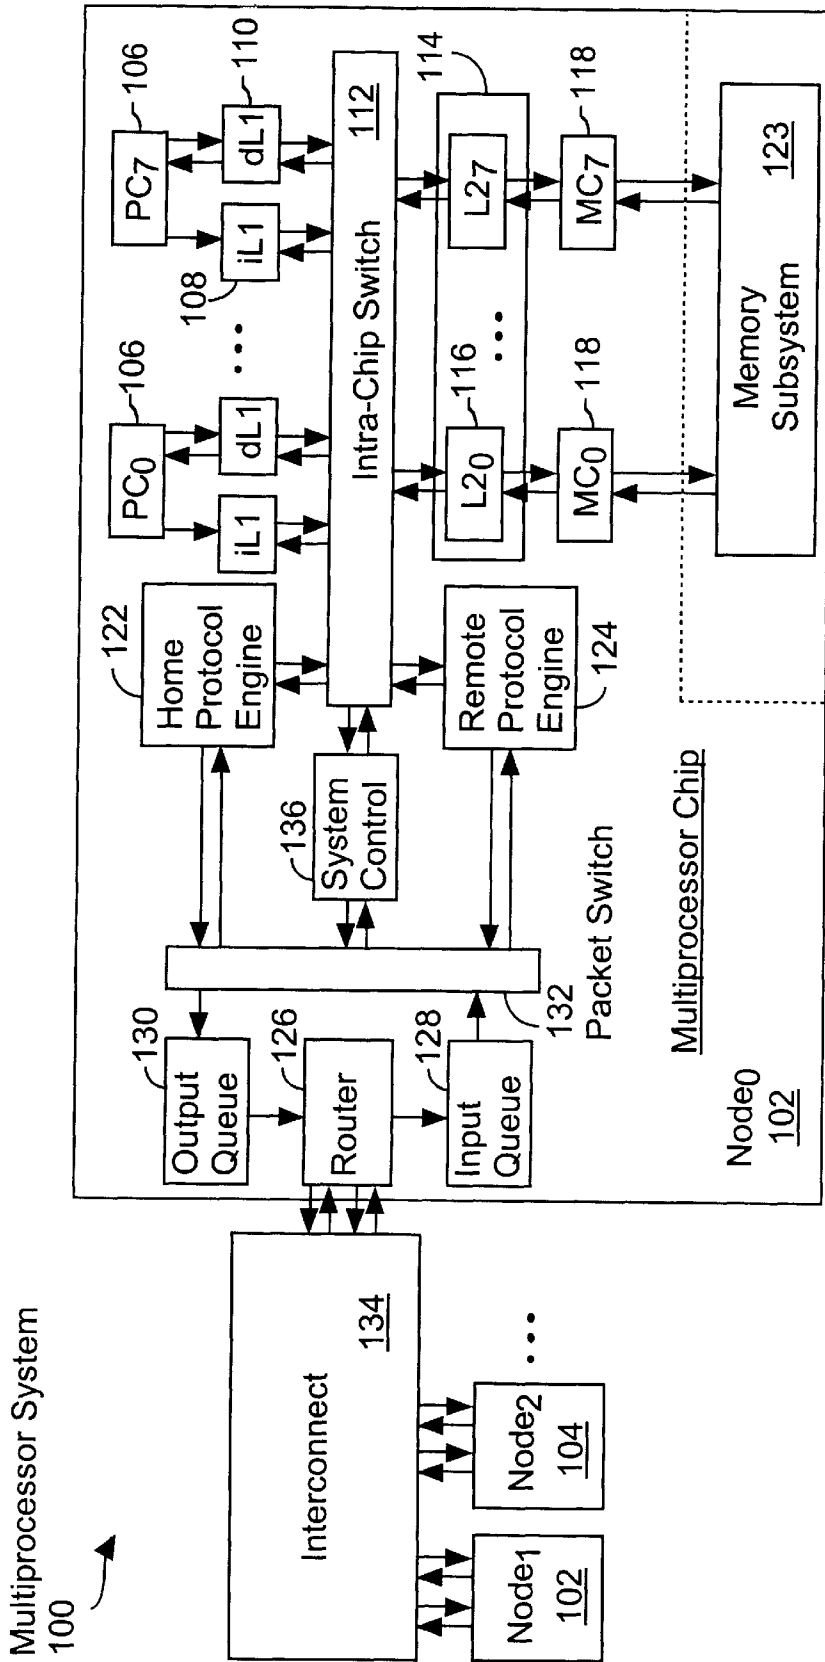 Multiprocessor System
100
Interconnect
134
Node1
102
Node2
104
...
130
Output
Queue
126
Router
128
Input
Queue
132
Packet Switch
122
Home
Protocol
Engine
136
System
Control
Remote
Protocol
Engine
124
106
PC0
iL1
dL1
...
106
PC7
108
iL1
dL1
110
Intra-Chip Switch
112
114
116
L20
...
L27
118
MC0
118
MC7
Memory
Subsystem
123
Multiprocessor Chip
Node0
102